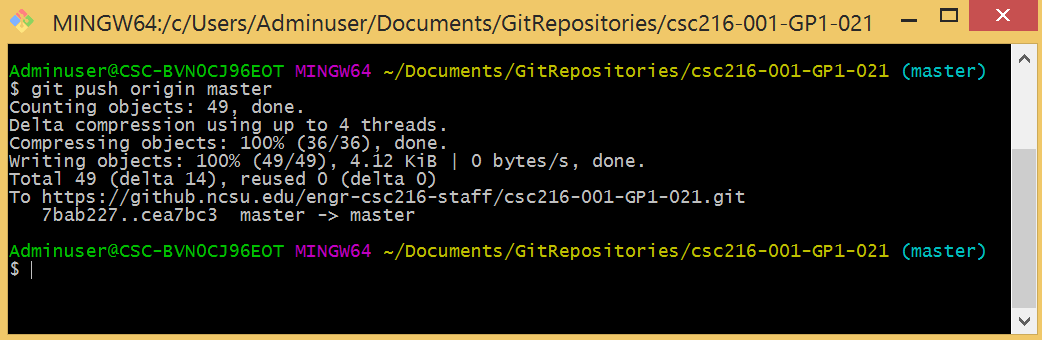 MINGW64:/c/Users/Adminuser/Documents/GitRepositories/csc216-001-GP1-021
Adminuser@CSC-BVN0CJ96EOT MINGW64 ~/Documents/GitRepositories/csc216-001-GP1-021 (master)
$ git push origin master
Counting objects: 49, done.
Delta compression using up to 4 threads.
Compressing objects: 100% (36/36), done.
Writing objects: 100% (49/49), 4.12 KiB | 0 bytes/s, done.
Total 49 (delta 14), reused 0 (delta 0)
To https://github.ncsu.edu/engr-csc216-staff/csc216-001-GP1-021.git
   7bab227..cea7bc3  master -> master
Adminuser@CSC-BVN0CJ96EOT MINGW64 ~/Documents/GitRepositories/csc216-001-GP1-021 (master)
$